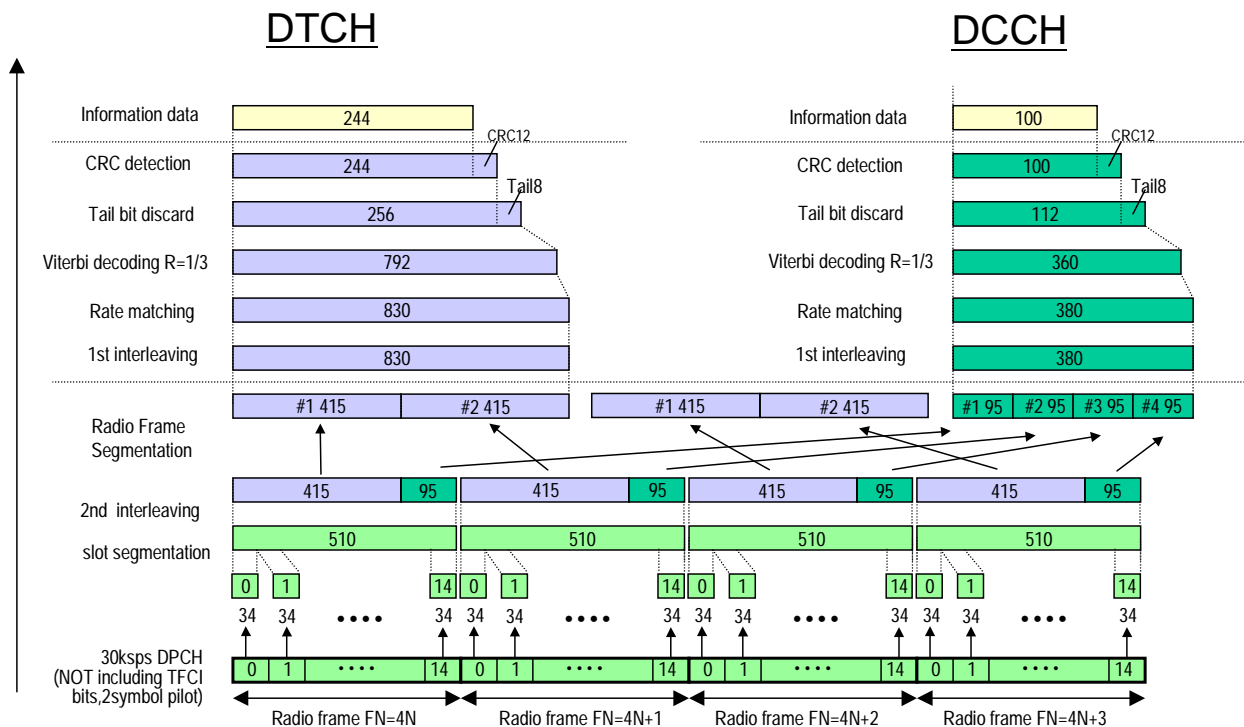 DTCH DCCH
Information data 244 Information data 100
CRC12 CRC12
CRC detection 244 CRC detection 100
Tail8 Tail8
Tail bit discard 256 Tail bit discard 112
Viterbi decoding R=1/3 792 Viterbi decoding R=1/3 360
Rate matching 830 Rate matching 380
1st interleaving 830 1st interleaving 380
#1 415 #2 415 #1 415 #2 415 #1 95 #2 95 #3 95 #4 95
Radio Frame
Segmentation
415 95 415 95 415 95 415 95
2nd interleaving
slot segmentation 510 510 510 510
0 1 14 0 1 14 0 1 14 0 1 14
34 34 •••• 34 34 34 •••• 34 34 34 •••• 34 34 34 •••• 34
30ksps DPCH
(NOT including TFCI
bits,2symbol pilot)
0 1 •••• 14 0 1 •••• 14 0 1 •••• 14 0 1 •••• 14
Radio frame FN=4N Radio frame FN=4N+1 Radio frame FN=4N+2 Radio frame FN=4N+3